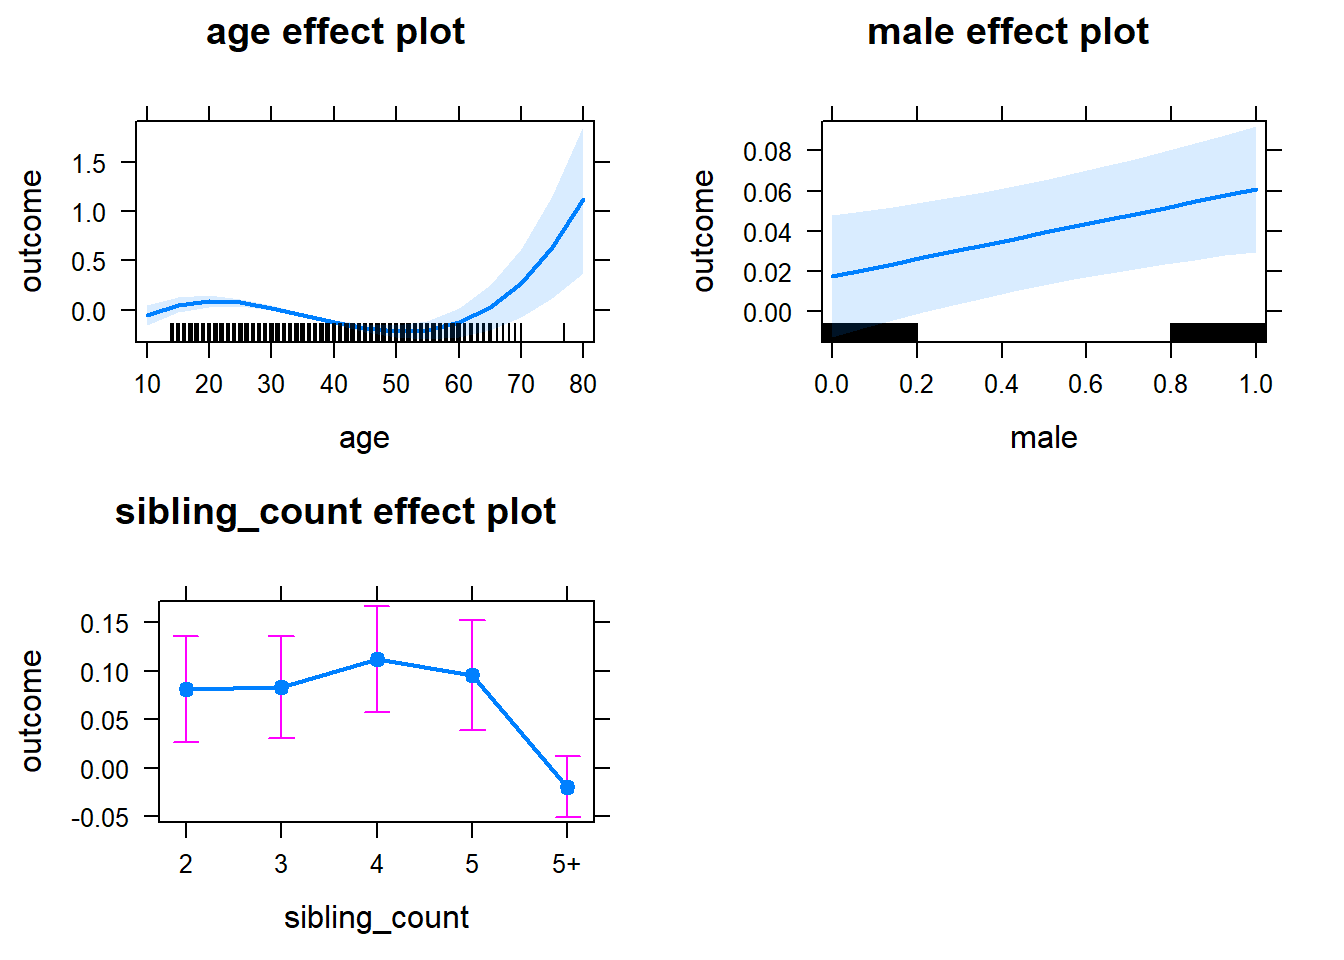 age effect plot
outcome
1.5
1.0
0.5
0.0
10 20 30 40 50 60 70 80
age
male effect plot
outcome
0.08
0.06
0.04
0.02
0.00
0.0 0.2 0.4 0.6 0.8 1.0
male
sibling_count effect plot
outcome
0.15
0.10
0.05
0.00
-0.05
2 3 4 5 5+
sibling_count